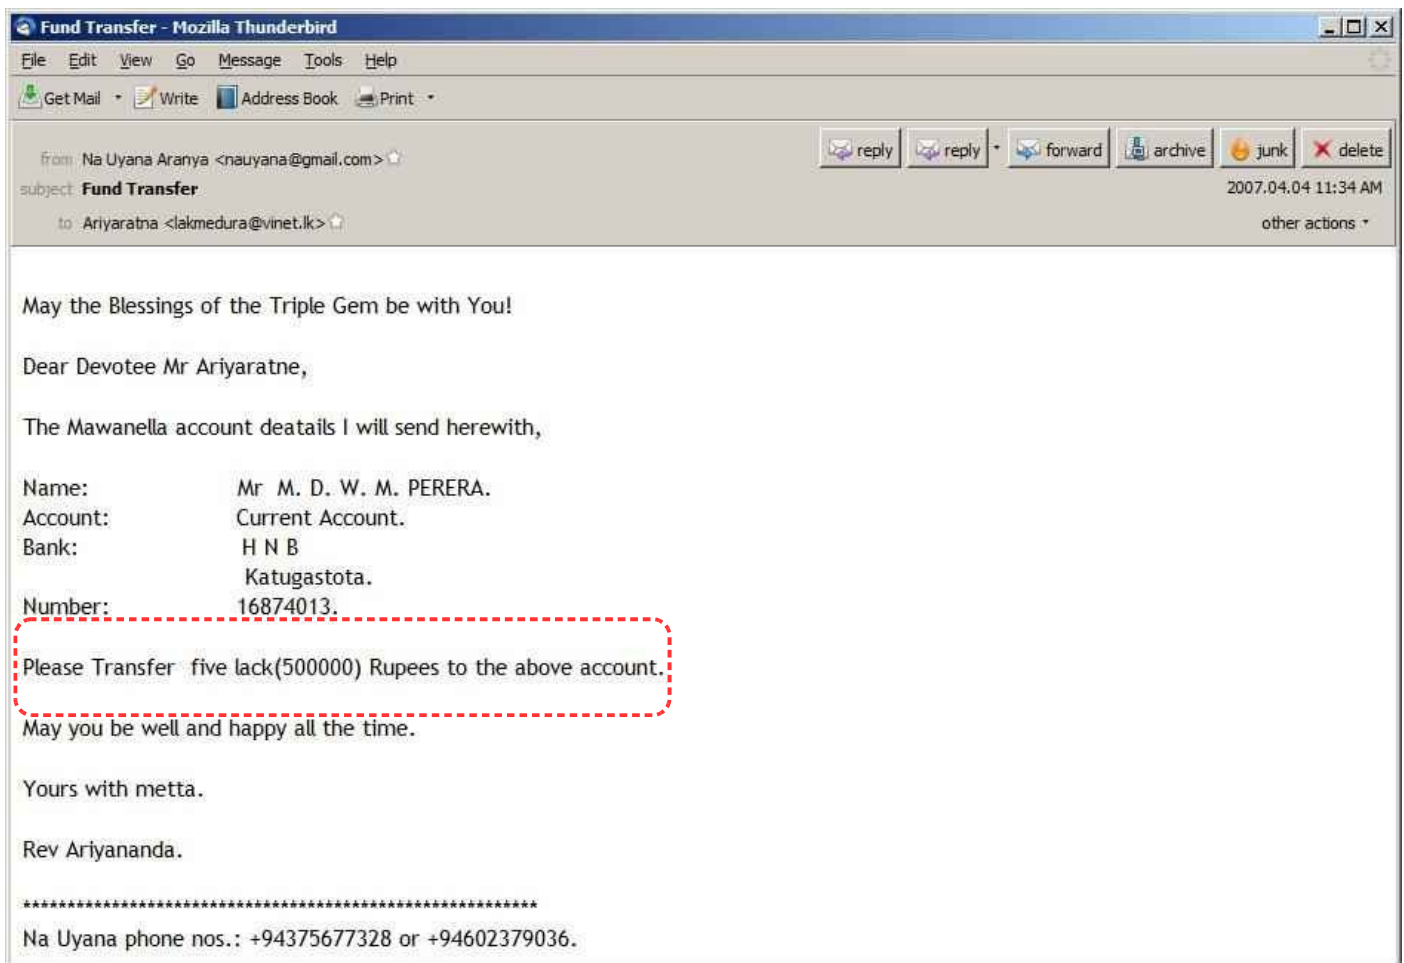 Fund Transfer - Mozilla Thunderbird
File Edit View Go Message Tools Help
Get Mail Write Address Book Print
reply reply forward archive junk delete
from Na Uyana Aranya <nauyana@gmail.com>
subject Fund Transfer
2007.04.04 11:34 AM
to Ariyaratna <lakmedura@vinet.lk>
other actions
May the Blessings of the Triple Gem be with You!
Dear Devotee Mr Ariyaratne,
The Mawanella account deatails I will send herewith,
Name: Mr M. D. W. M. PERERA.
Account: Current Account.
Bank: H N B
Katugastota.
Number: 16874013.
Please Transfer five lack(500000) Rupees to the above account.
May you be well and happy all the time.
Yours with metta.
Rev Ariyananda.
**********************************************************
Na Uyana phone nos.: +94375677328 or +94602379036.